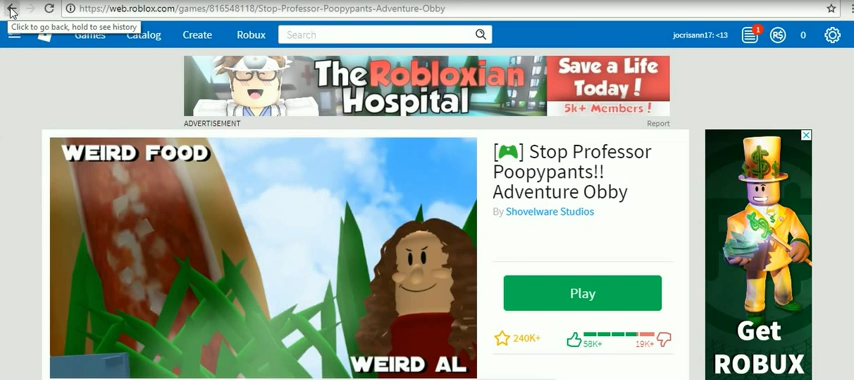 https://web.roblox.com/games/816548118/Stop-Professor-Poopypants-Adventure-Obby
Click to go back, hold to see history
Games Catalog Create Robux Search jocrisann17: <13 1 R$ 0
The Robloxian
Hospital
Save a Life
Today!
5k+ Members!
ADVERTISEMENT Report
WEIRD FOOD
WEIRD AL
[🎮] Stop Professor
Poopypants!!
Adventure Obby
By Shovelware Studios
Play
240K+ 58K+ 19K+
Get
ROBUX